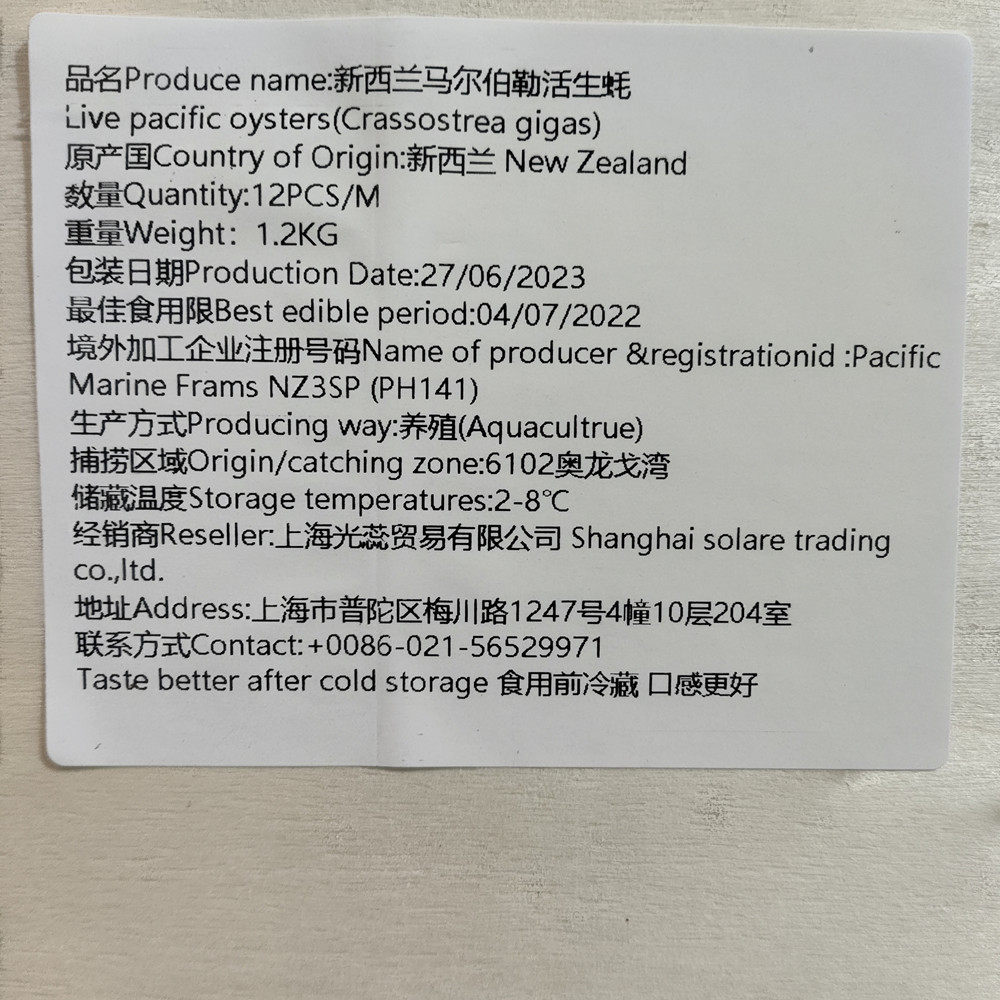 品名Produce name:新西兰马尔伯勒活生蚝
Live pacific oysters(Crassostrea gigas)
原产国Country of Origin:新西兰 New Zealand
数量Quantity:12PCS/M
重量Weight：1.2KG
包装日期Production Date:27/06/2023
最佳食用限Best edible period:04/07/2022
境外加工企业注册号码Name of producer &registrationid :Pacific
Marine Frams NZ3SP (PH141)
生产方式Producing way:养殖(Aquacultrue)
捕捞区域Origin/catching zone:6102奥龙戈湾
储藏温度Storage temperatures:2-8℃
经销商Reseller:上海光蕊贸易有限公司 Shanghai solare trading
co.,ltd.
地址Address:上海市普陀区梅川路1247号4幢10层204室
联系方式Contact:+0086-021-56529971
Taste better after cold storage 食用前冷藏 口感更好